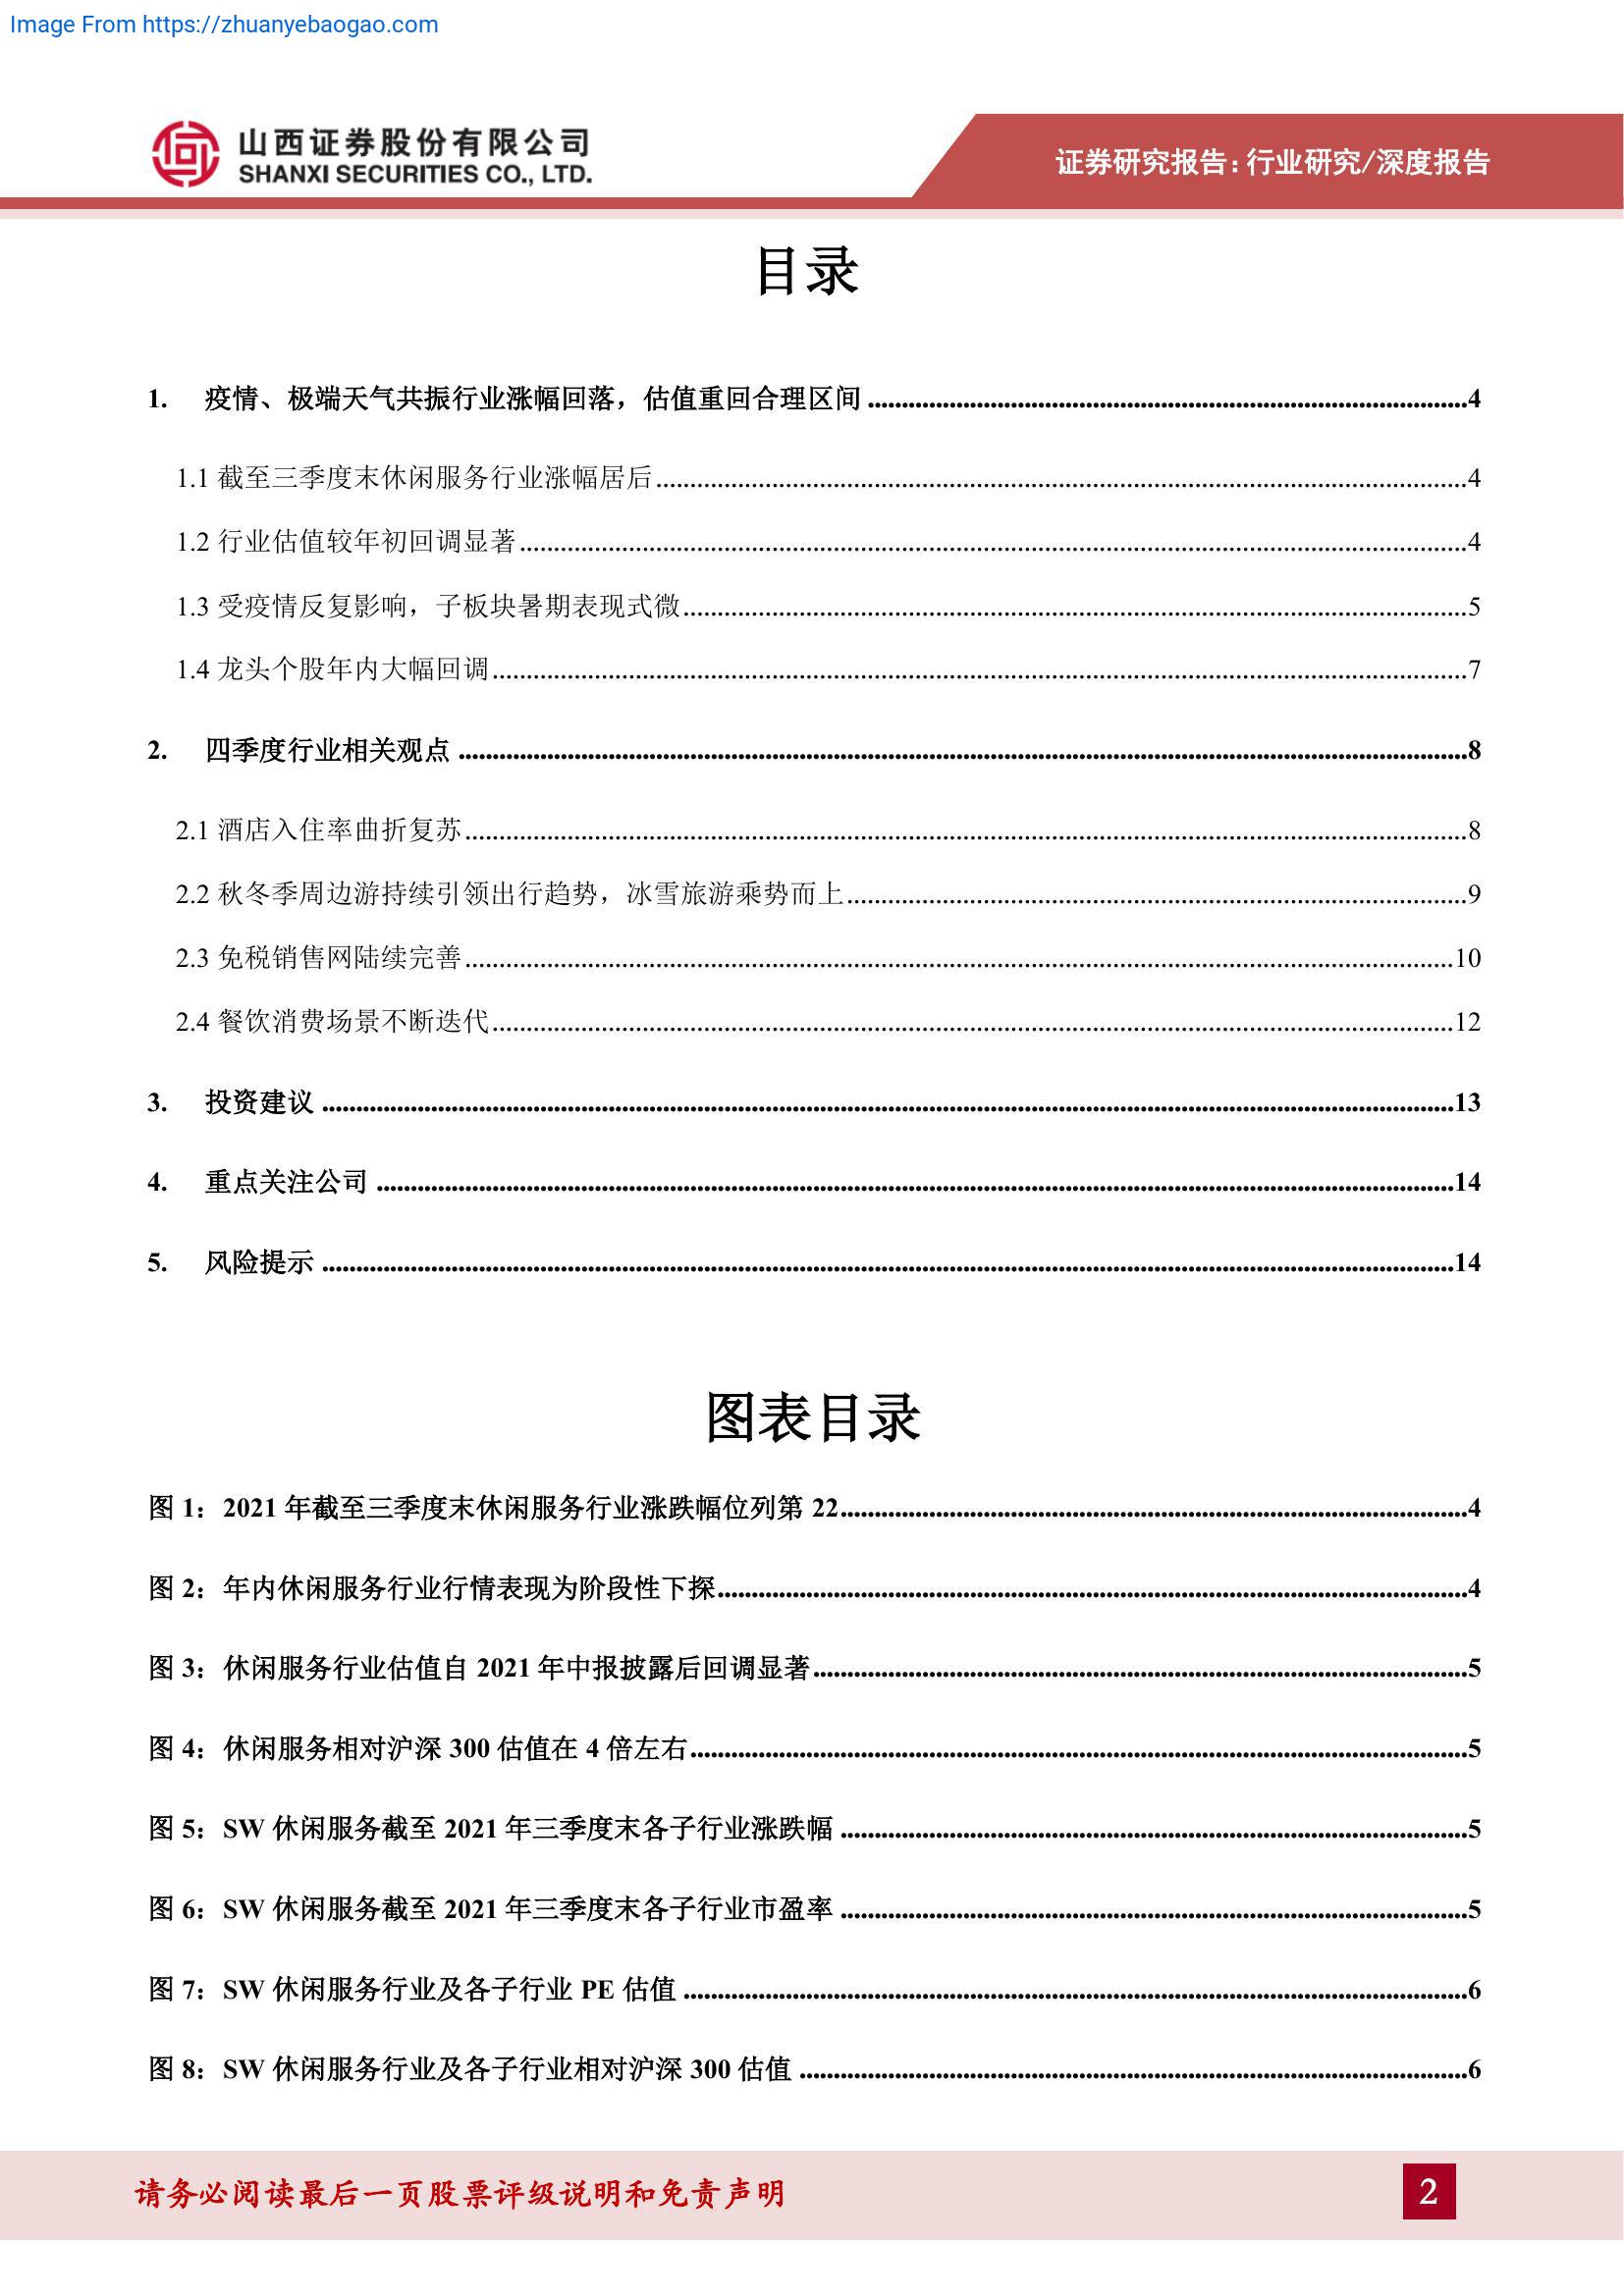 Image From https://zhuanyebaogao.com
山西证券股份有限公司
SHANXI SECURITIES CO., LTD.
证券研究报告:行业研究/深度报告
目录
1. 疫情、极端天气共振行业涨幅回落，估值重回合理区间 4
1.1 截至三季度末休闲服务行业涨幅居后 4
1.2 行业估值较年初回调显著 4
1.3 受疫情反复影响，子板块暑期表现式微 5
1.4 龙头个股年内大幅回调 7
2. 四季度行业相关观点 8
2.1 酒店入住率曲折复苏 8
2.2 秋冬季周边游持续引领出行趋势，冰雪旅游乘势而上 9
2.3 免税销售网陆续完善 10
2.4 餐饮消费场景不断迭代 12
3. 投资建议 13
4. 重点关注公司 14
5. 风险提示 14
图表目录
图 1：2021 年截至三季度末休闲服务行业涨跌幅位列第 22 4
图 2：年内休闲服务行业行情表现为阶段性下探 4
图 3：休闲服务行业估值自 2021 年中报披露后回调显著 5
图 4：休闲服务相对沪深 300 估值在 4 倍左右 5
图 5：SW 休闲服务截至 2021 年三季度末各子行业涨跌幅 5
图 6：SW 休闲服务截至 2021 年三季度末各子行业市盈率 5
图 7：SW 休闲服务行业及各子行业 PE 估值 6
图 8：SW 休闲服务行业及各子行业相对沪深 300 估值 6
请务必阅读最后一页股票评级说明和免责声明
2